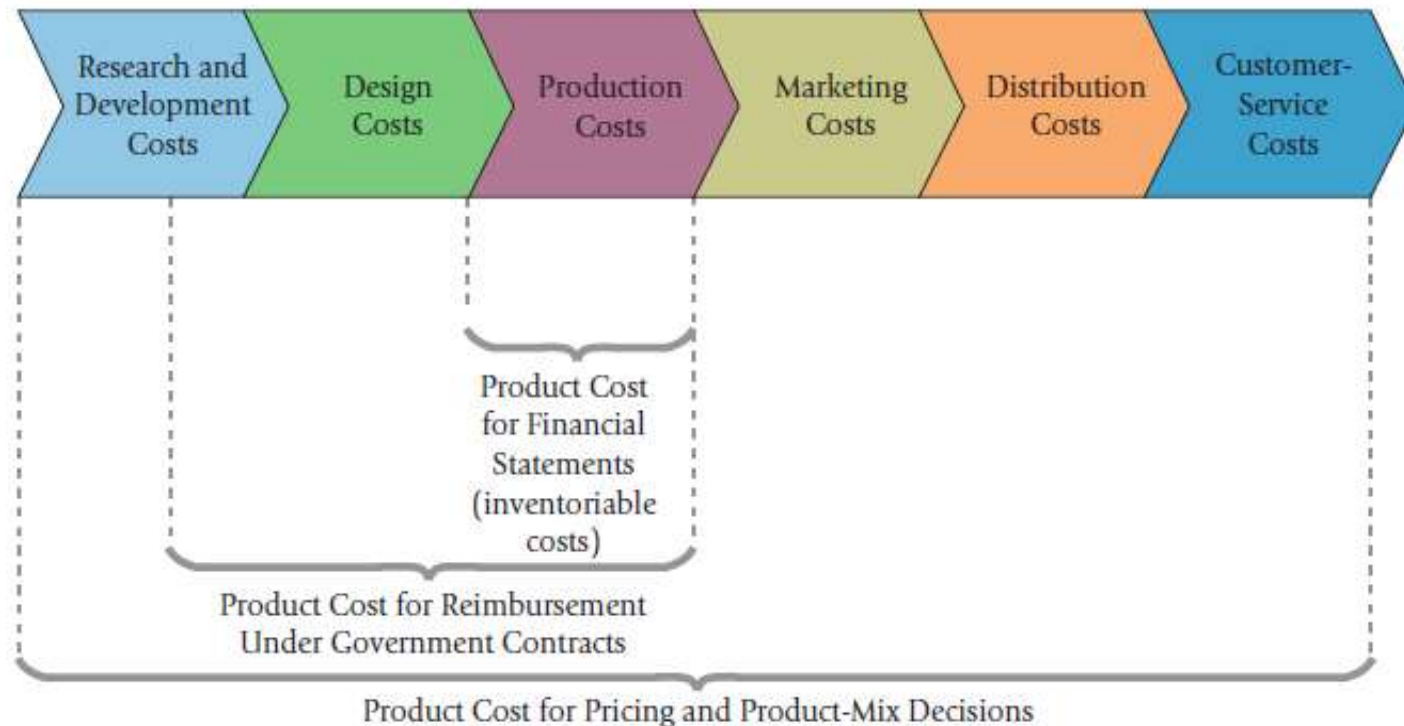 Research and
Development
Costs
Design
Costs
Production
Costs
Marketing
Costs
Distribution
Costs
Customer-
Service
Costs
Product Cost
for Financial
Statements
(inventoriable
costs)
Product Cost for Reimbursement
Under Government Contracts
Product Cost for Pricing and Product-Mix Decisions